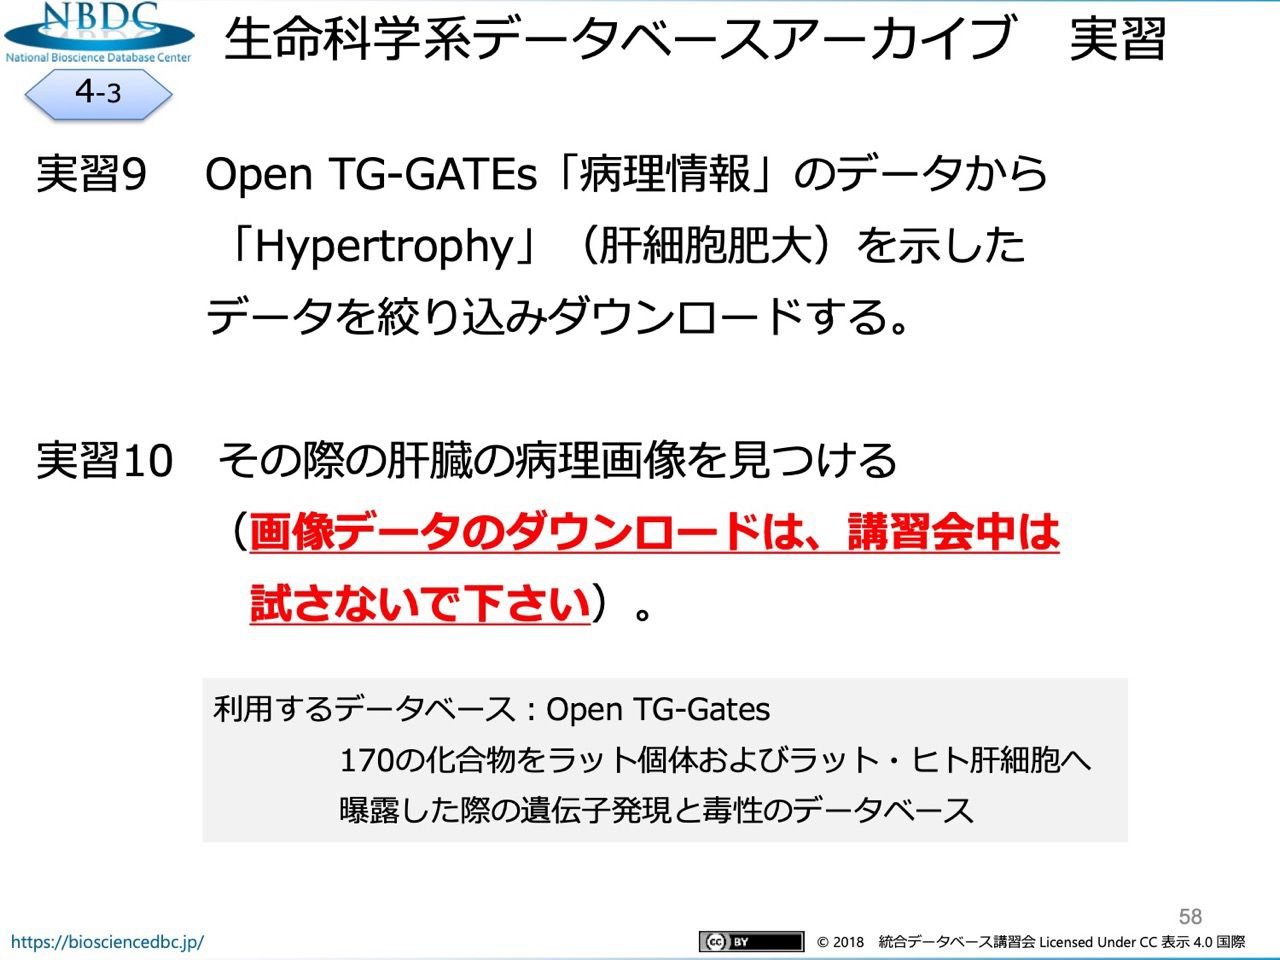 NBDC
National Bioscience Database Center
生命科学系データベースアーカイブ　実習
4-3
実習9　Open TG-GATEs「病理情報」のデータから
「Hypertrophy」（肝細胞肥大）を示した
データを絞り込みダウンロードする。
実習10　その際の肝臓の病理画像を見つける
（画像データのダウンロードは、講習会中は
試さないで下さい）。
利用するデータベース：Open TG-Gates
170の化合物をラット個体およびラット・ヒト肝細胞へ
曝露した際の遺伝子発現と毒性のデータベース
58
https://biosciencedbc.jp/
cc BY © 2018　統合データベース講習会 Licensed Under CC 表示 4.0 国際